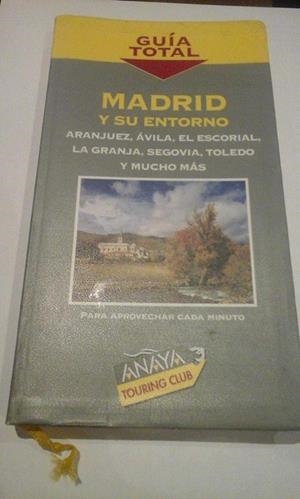 GUÍA
TOTAL
MADRID
Y SU ENTORNO
ARANJUEZ, ÁVILA, EL ESCORIAL,
LA GRANJA, SEGOVIA, TOLEDO
Y MUCHO MÁS
PARA APROVECHAR CADA MINUTO
ANAYA
TOURING CLUB